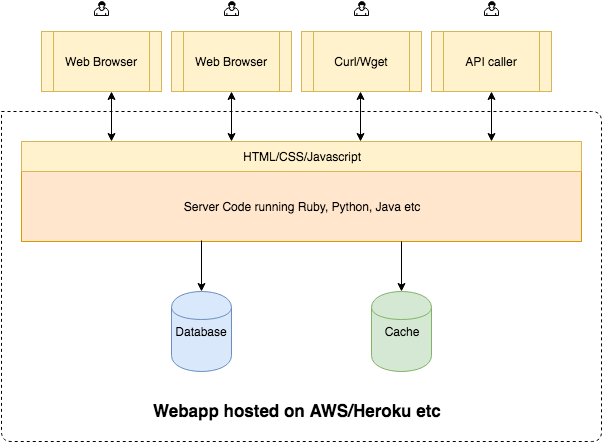 Web Browser
Web Browser
Curl/Wget
API caller
HTML/CSS/Javascript
Server Code running Ruby, Python, Java etc
Database
Cache
Webapp hosted on AWS/Heroku etc